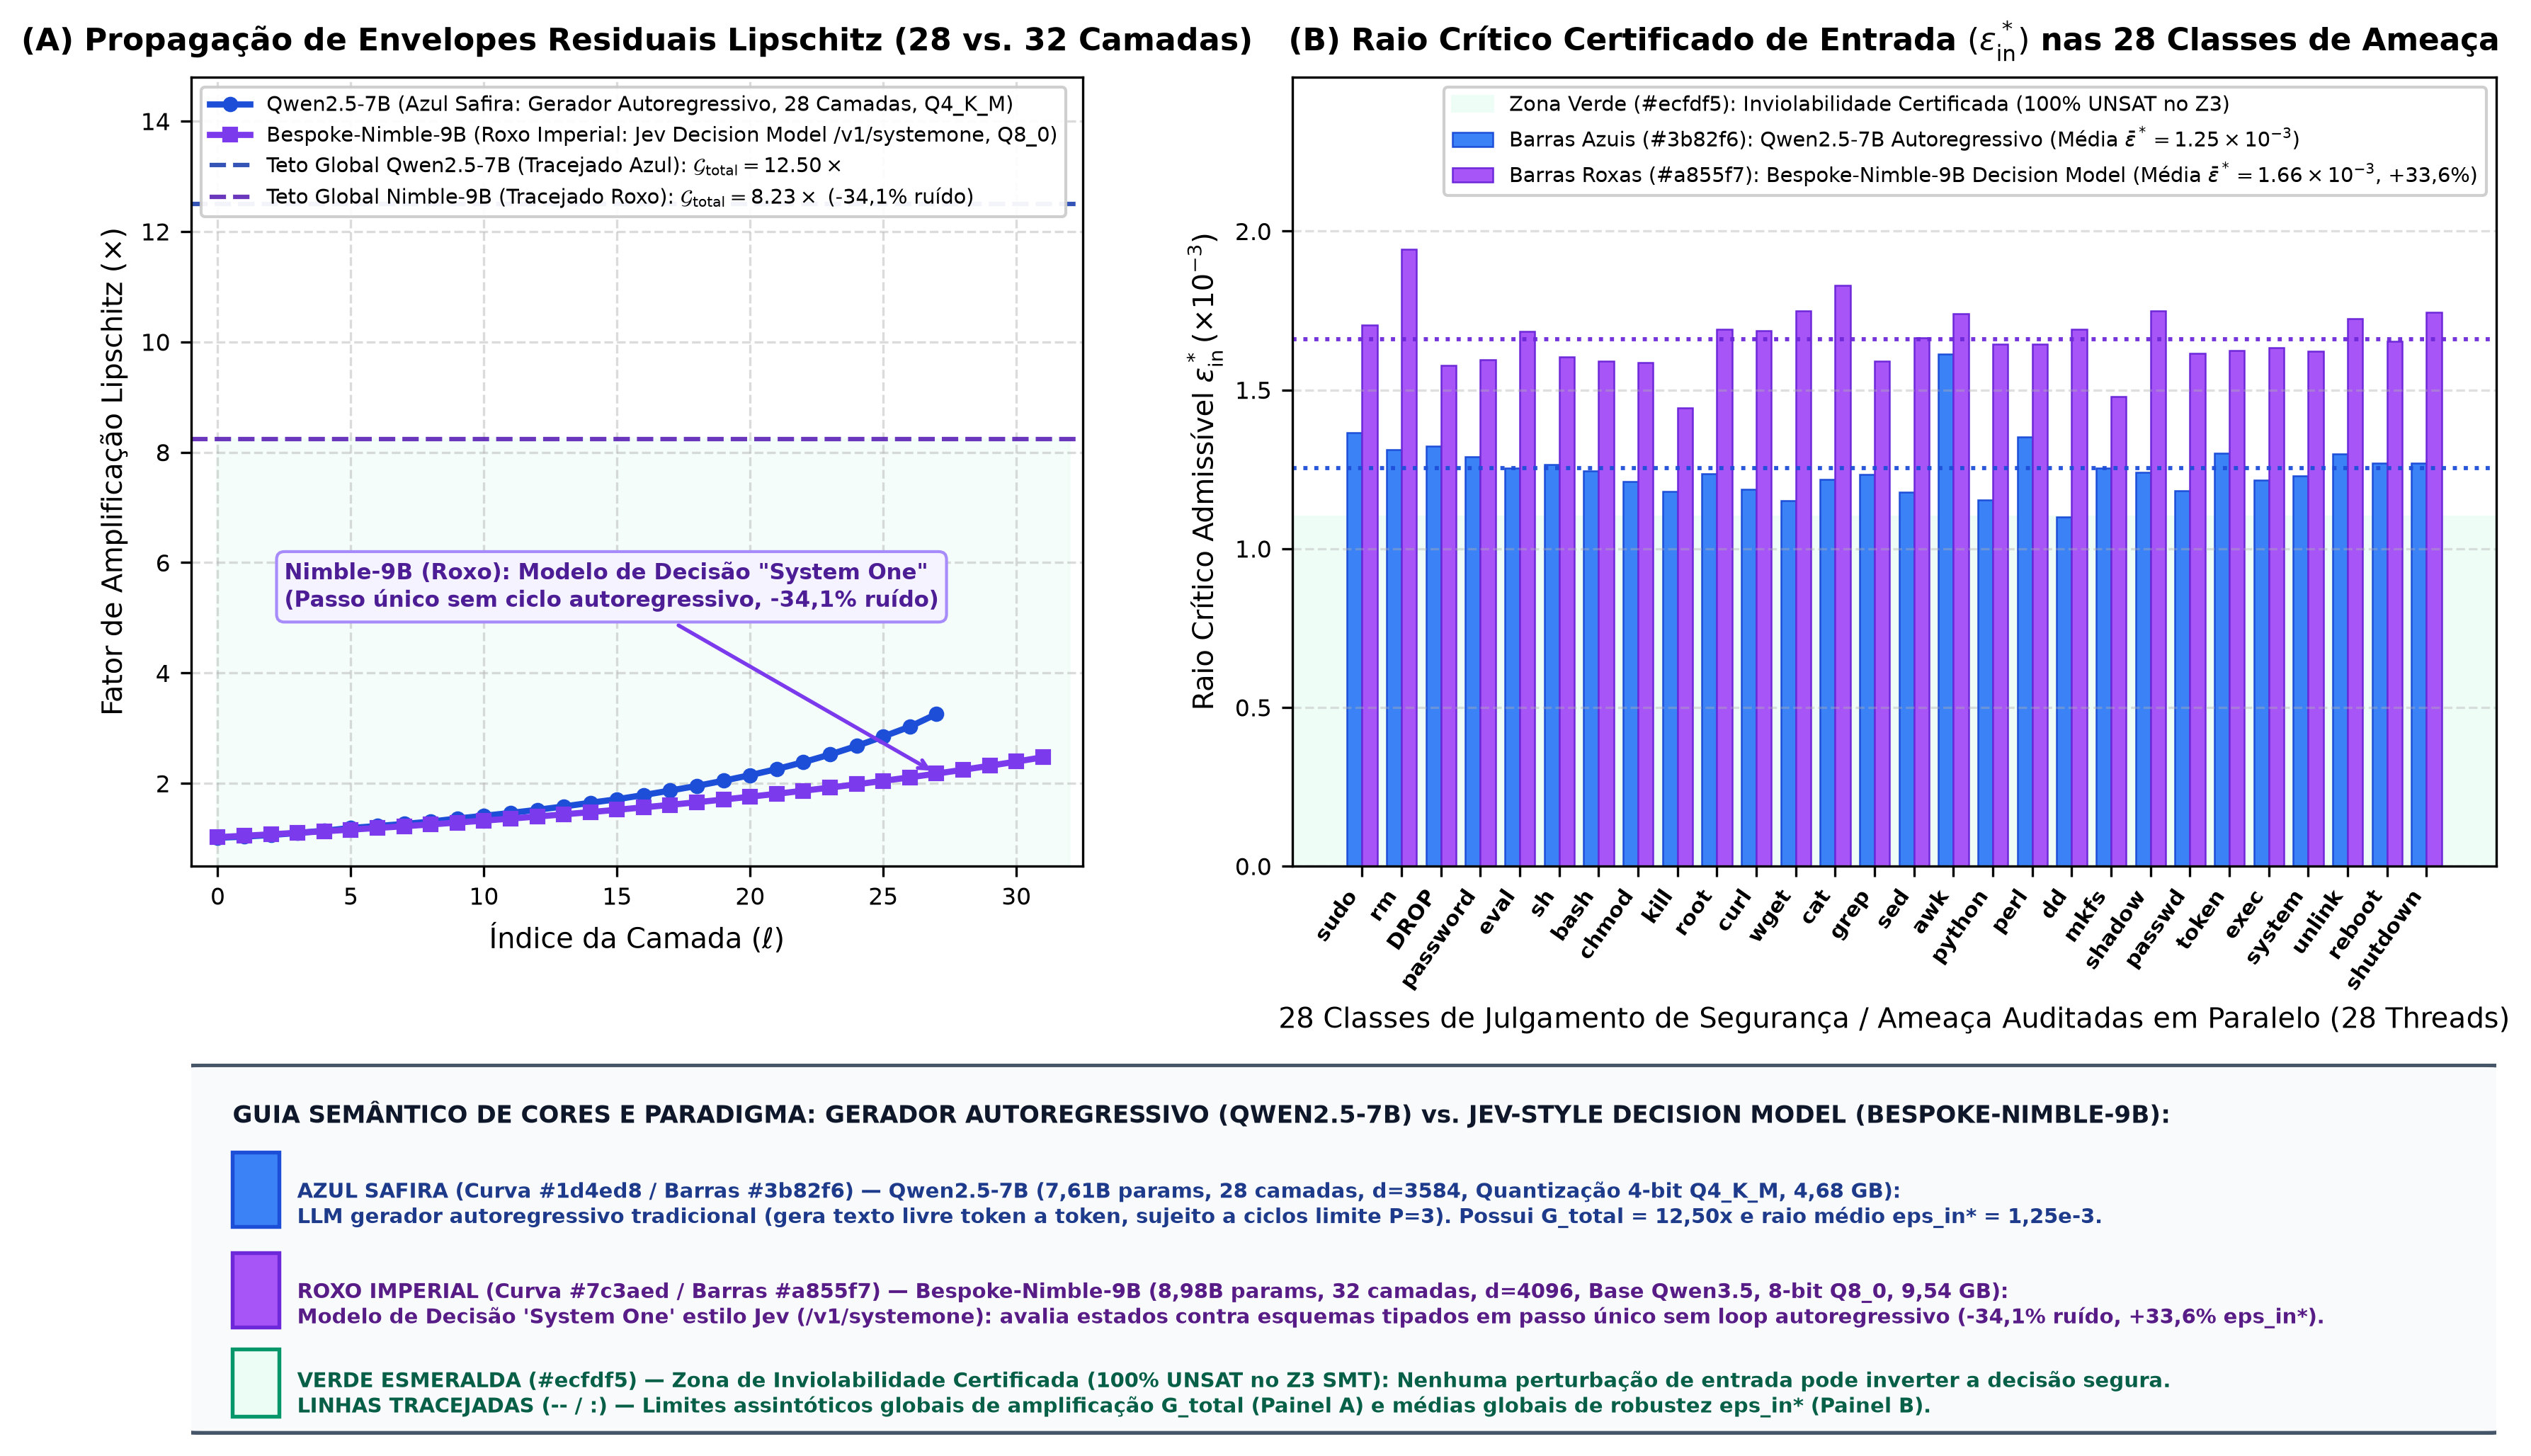 (A) Propagação de Envelopes Residuais Lipschitz (28 vs. 32 Camadas)
Qwen2.5-7B (Azul Safira: Gerador Autoregressivo, 28 Camadas, Q4_K_M)
Bespoke-Nimble-9B (Roxo Imperial: Jev Decision Model /v1/systemone, Q8_0)
Teto Global Qwen2.5-7B (Tracejado Azul): 𝒢total = 12.50 ×
Teto Global Nimble-9B (Tracejado Roxo): 𝒢total = 8.23 × (-34,1% ruído)
Fator de Amplificação Lipschitz (×)
14
12
10
8
6
4
2
Nimble-9B (Roxo): Modelo de Decisão "System One"
(Passo único sem ciclo autoregressivo, -34,1% ruído)
0 5 10 15 20 25 30
Índice da Camada (ℓ)
(B) Raio Crítico Certificado de Entrada (ε*in) nas 28 Classes de Ameaça
Zona Verde (#ecfdf5): Inviolabilidade Certificada (100% UNSAT no Z3)
Barras Azuis (#3b82f6): Qwen2.5-7B Autoregressivo (Média ε̄* = 1.25 × 10⁻³)
Barras Roxas (#a855f7): Bespoke-Nimble-9B Decision Model (Média ε̄* = 1.66 × 10⁻³, +33,6%)
Raio Crítico Admissível ε*in (×10⁻³)
2.0
1.5
1.0
0.5
0.0
sudo
rm
DROP
password
eval
sh
bash
chmod
kill
root
curl
wget
cat
grep
sed
awk
python
perl
dd
mkfs
shadow
passwd
token
exec
system
unlink
reboot
shutdown
28 Classes de Julgamento de Segurança / Ameaça Auditadas em Paralelo (28 Threads)
GUIA SEMÂNTICO DE CORES E PARADIGMA: GERADOR AUTOREGRESSIVO (QWEN2.5-7B) vs. JEV-STYLE DECISION MODEL (BESPOKE-NIMBLE-9B):
AZUL SAFIRA (Curva #1d4ed8 / Barras #3b82f6) — Qwen2.5-7B (7,61B params, 28 camadas, d=3584, Quantização 4-bit Q4_K_M, 4,68 GB):
LLM gerador autoregressivo tradicional (gera texto livre token a token, sujeito a ciclos limite P=3). Possui G_total = 12,50x e raio médio eps_in* = 1,25e-3.
ROXO IMPERIAL (Curva #7c3aed / Barras #a855f7) — Bespoke-Nimble-9B (8,98B params, 32 camadas, d=4096, Base Qwen3.5, 8-bit Q8_0, 9,54 GB):
Modelo de Decisão 'System One' estilo Jev (/v1/systemone): avalia estados contra esquemas tipados em passo único sem loop autoregressivo (-34,1% ruído, +33,6% eps_in*).
VERDE ESMERALDA (#ecfdf5) — Zona de Inviolabilidade Certificada (100% UNSAT no Z3 SMT): Nenhuma perturbação de entrada pode inverter a decisão segura.
LINHAS TRACEJADAS (-- / :) — Limites assintóticos globais de amplificação G_total (Painel A) e médias globais de robustez eps_in* (Painel B).